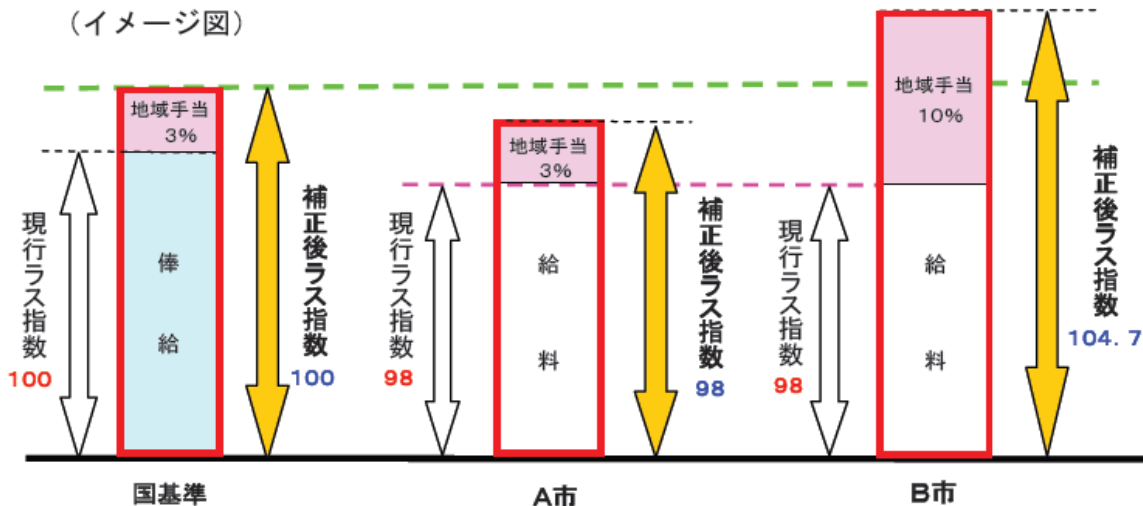 （イメージ図）
地域手当
3%
俸給
現行ラス指数
100
補正後ラス指数
100
国基準
地域手当
3%
給料
現行ラス指数
98
補正後ラス指数
98
A市
地域手当
10%
給料
現行ラス指数
98
補正後ラス指数
104.7
B市